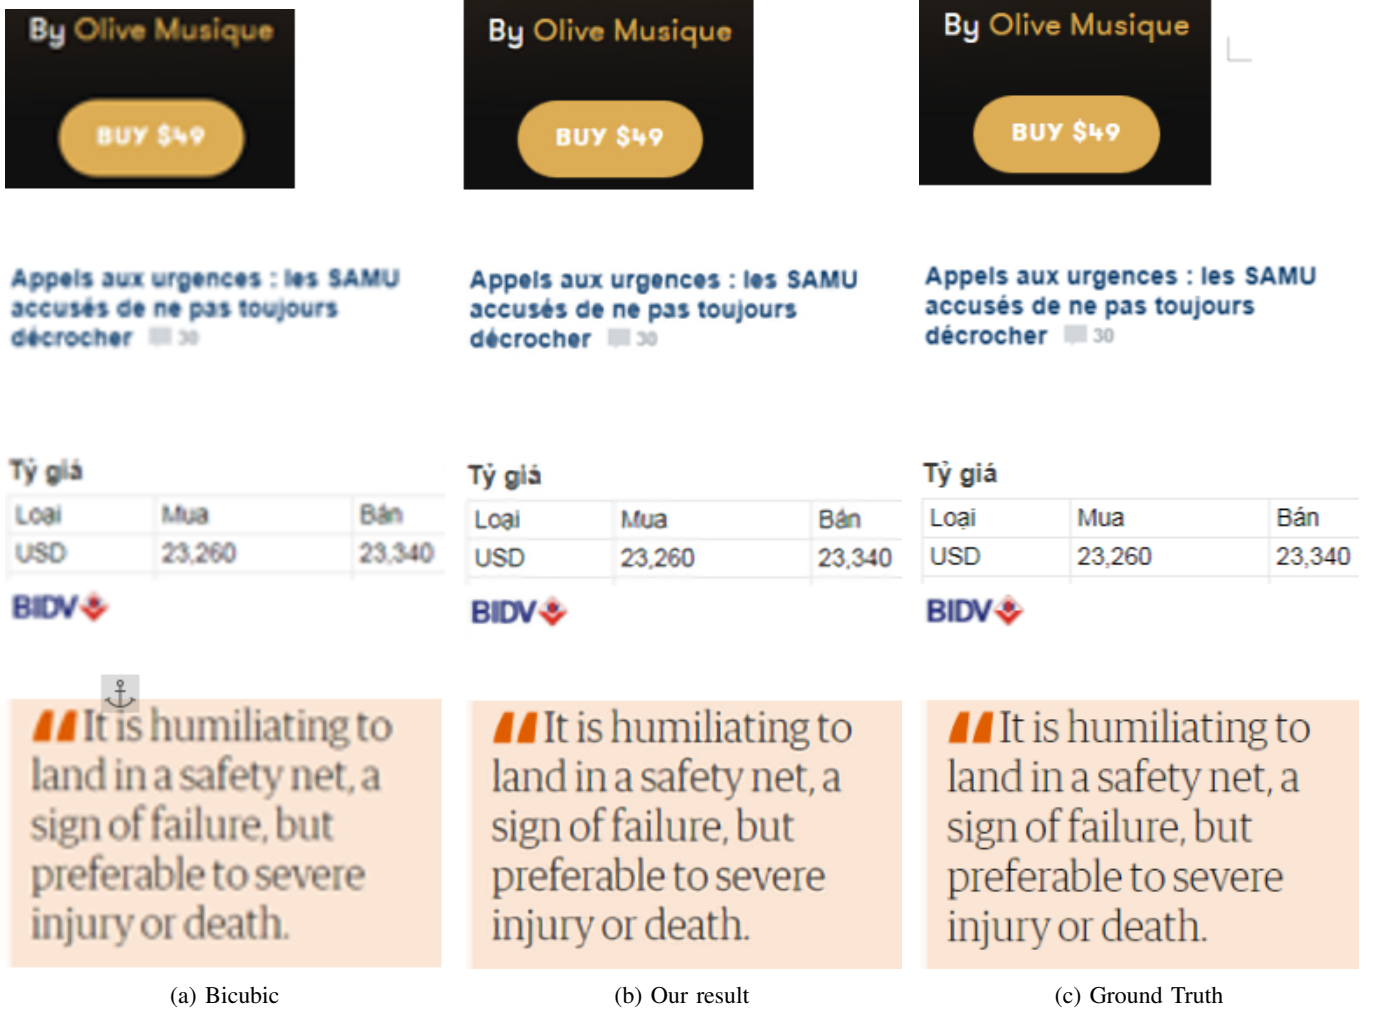 By Olive Musique
BUY $49
Appels aux urgences : les SAMU
accusés de ne pas toujours
décrocher 30
Tỷ giá
Loại Mua Bán
USD 23,260 23,340
BIDV
“It is humiliating to
land in a safety net, a
sign of failure, but
preferable to severe
injury or death.
(a) Bicubic
By Olive Musique
BUY $49
Appels aux urgences : les SAMU
accusés de ne pas toujours
décrocher 30
Tỷ giá
Loại Mua Bán
USD 23,260 23,340
BIDV
“It is humiliating to
land in a safety net, a
sign of failure, but
preferable to severe
injury or death.
(b) Our result
By Olive Musique
BUY $49
Appels aux urgences : les SAMU
accusés de ne pas toujours
décrocher 30
Tỷ giá
Loại Mua Bán
USD 23,260 23,340
BIDV
“It is humiliating to
land in a safety net, a
sign of failure, but
preferable to severe
injury or death.
(c) Ground Truth